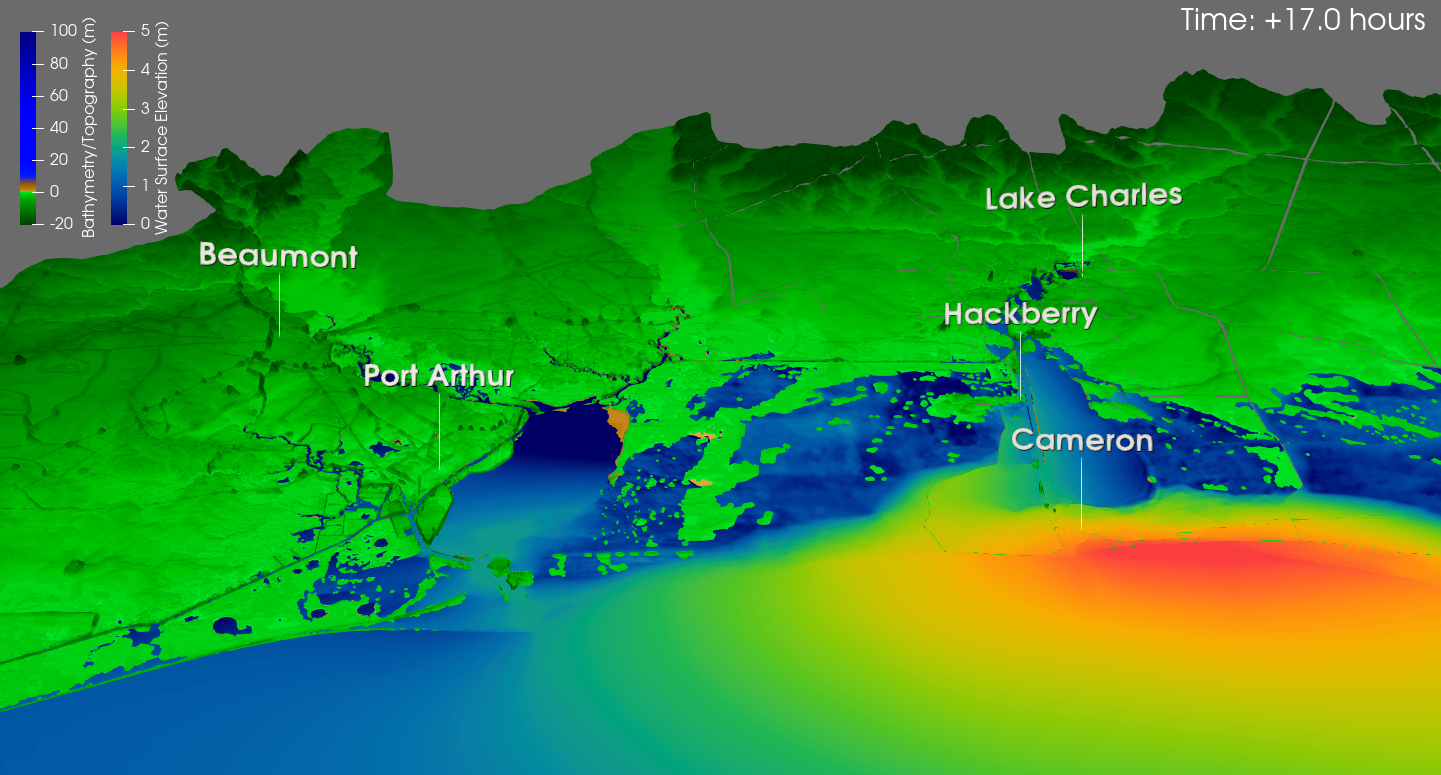 Time: +17.0 hours
100
80
60
40
20
0
-20
Bathymetry/Topography (m)
5
4
3
2
1
0
Water Surface Elevation (m)
Lake Charles
Beaumont
Hackberry
Port Arthur
Cameron